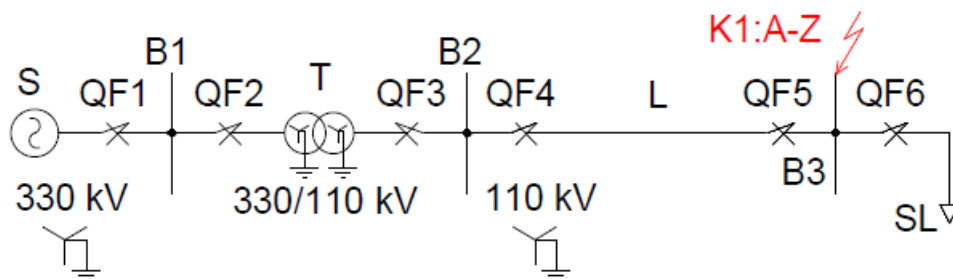 K1:A-Z
B1
B2
S
QF1
QF2
T
QF3
QF4
L
QF5
QF6
B3
330 kV
330/110 kV
110 kV
SL